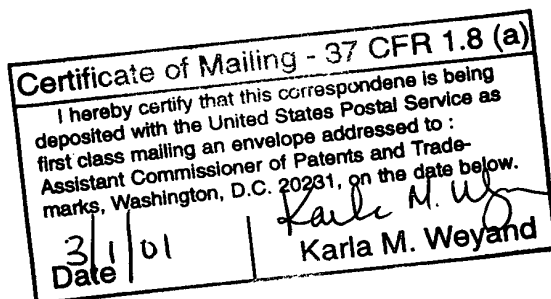 Certificate of Mailing - 37 CFR 1.8 (a)
I hereby certify that this correspondene is being
deposited with the United States Postal Service as
first class mailing an envelope addressed to :
Assistant Commissioner of Patents and Trade-
marks, Washington, D.C. 20231, on the date below.
3/1/01 Karla M. Weyand
Date Karla M. Weyand